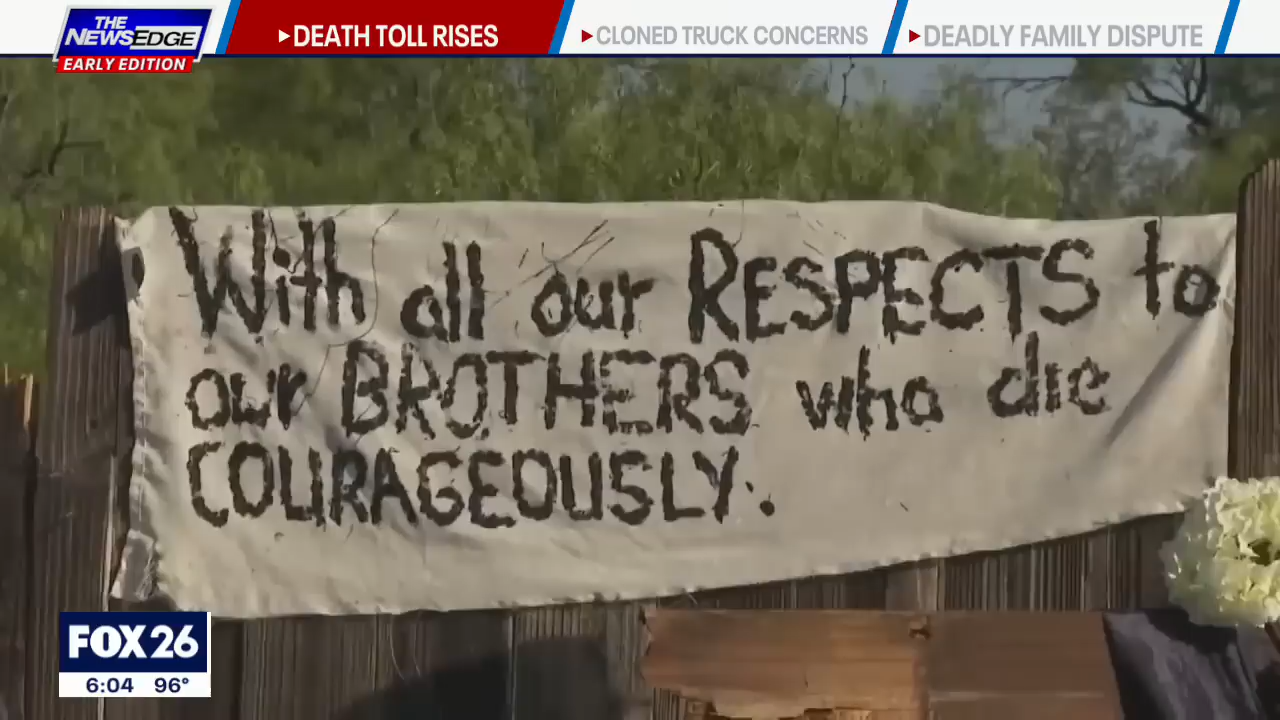 THE
NEWSEDGE
EARLY EDITION
DEATH TOLL RISES
CLONED TRUCK CONCERNS
DEADLY FAMILY DISPUTE
With all our RESPECTS to
our BROTHERS who die
COURAGEOUSLY.
FOX 26
6:04 96°